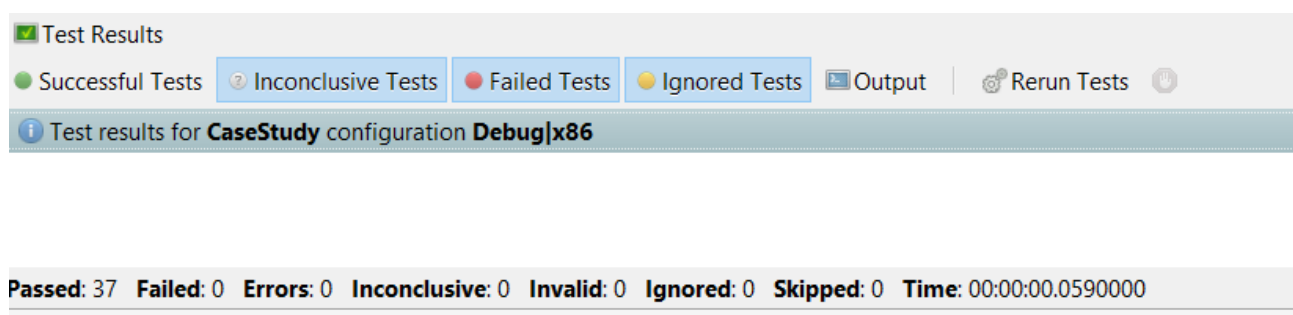 Test Results
Successful Tests ? Inconclusive Tests Failed Tests Ignored Tests Output Rerun Tests
Test results for CaseStudy configuration Debug|x86
Passed: 37 Failed: 0 Errors: 0 Inconclusive: 0 Invalid: 0 Ignored: 0 Skipped: 0 Time: 00:00:00.0590000